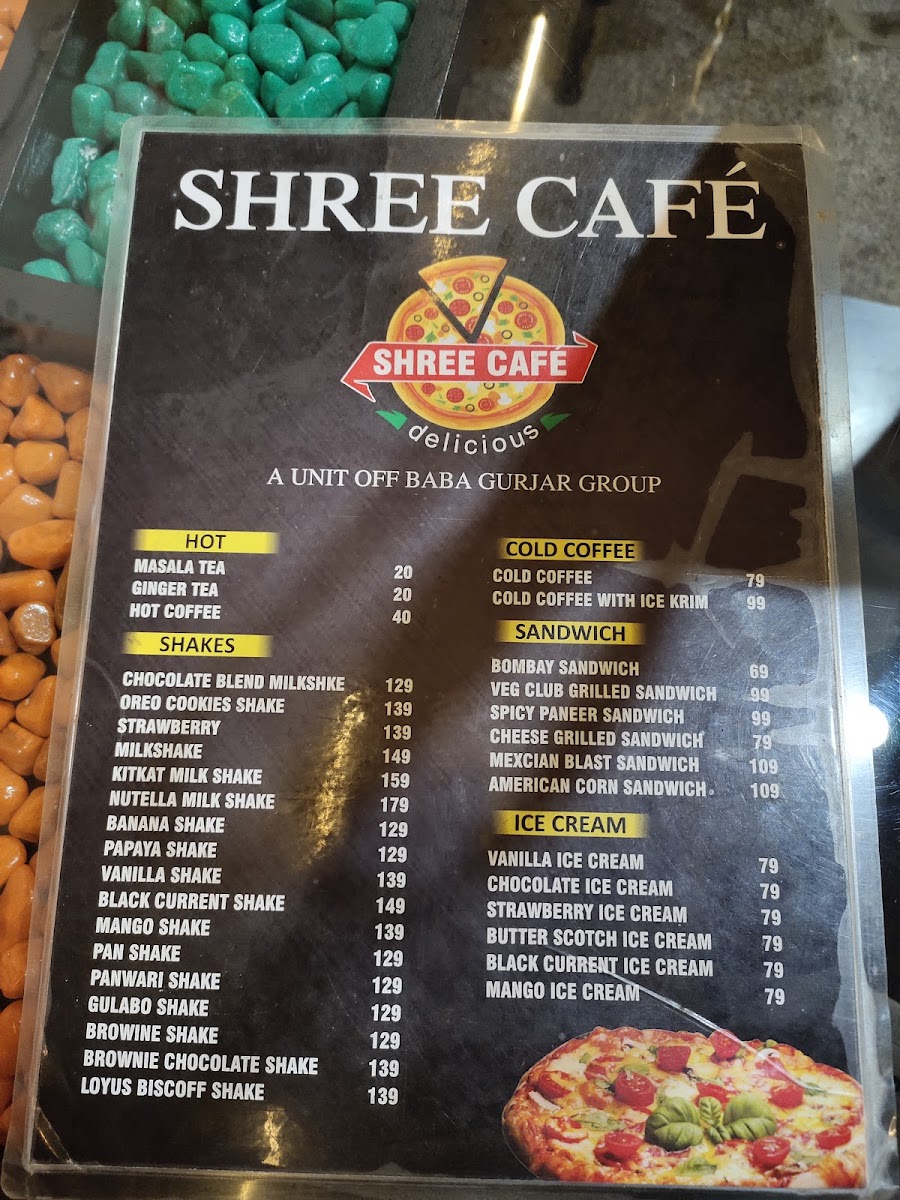 SHREE CAFÉ
SHREE CAFÉ
delicious
A UNIT OFF BABA GURJAR GROUP
HOT
MASALA TEA 20
GINGER TEA 20
HOT COFFEE 40
SHAKES
CHOCOLATE BLEND MILKSHKE 129
OREO COOKIES SHAKE 139
STRAWBERRY 139
MILKSHAKE 149
KITKAT MILK SHAKE 159
NUTELLA MILK SHAKE 179
BANANA SHAKE 129
PAPAYA SHAKE 129
VANILLA SHAKE 139
BLACK CURRENT SHAKE 149
MANGO SHAKE 139
PAN SHAKE 129
PANWARI SHAKE 129
GULABO SHAKE 129
BROWINE SHAKE 129
BROWNIE CHOCOLATE SHAKE 139
LOYUS BISCOFF SHAKE 139
COLD COFFEE
COLD COFFEE 79
COLD COFFEE WITH ICE KRIM 99
SANDWICH
BOMBAY SANDWICH 69
VEG CLUB GRILLED SANDWICH 99
SPICY PANEER SANDWICH 99
CHEESE GRILLED SANDWICH 79
MEXCIAN BLAST SANDWICH 109
AMERICAN CORN SANDWICH 109
ICE CREAM
VANILLA ICE CREAM 79
CHOCOLATE ICE CREAM 79
STRAWBERRY ICE CREAM 79
BUTTER SCOTCH ICE CREAM 79
BLACK CURRENT ICE CREAM 79
MANGO ICE CREAM 79